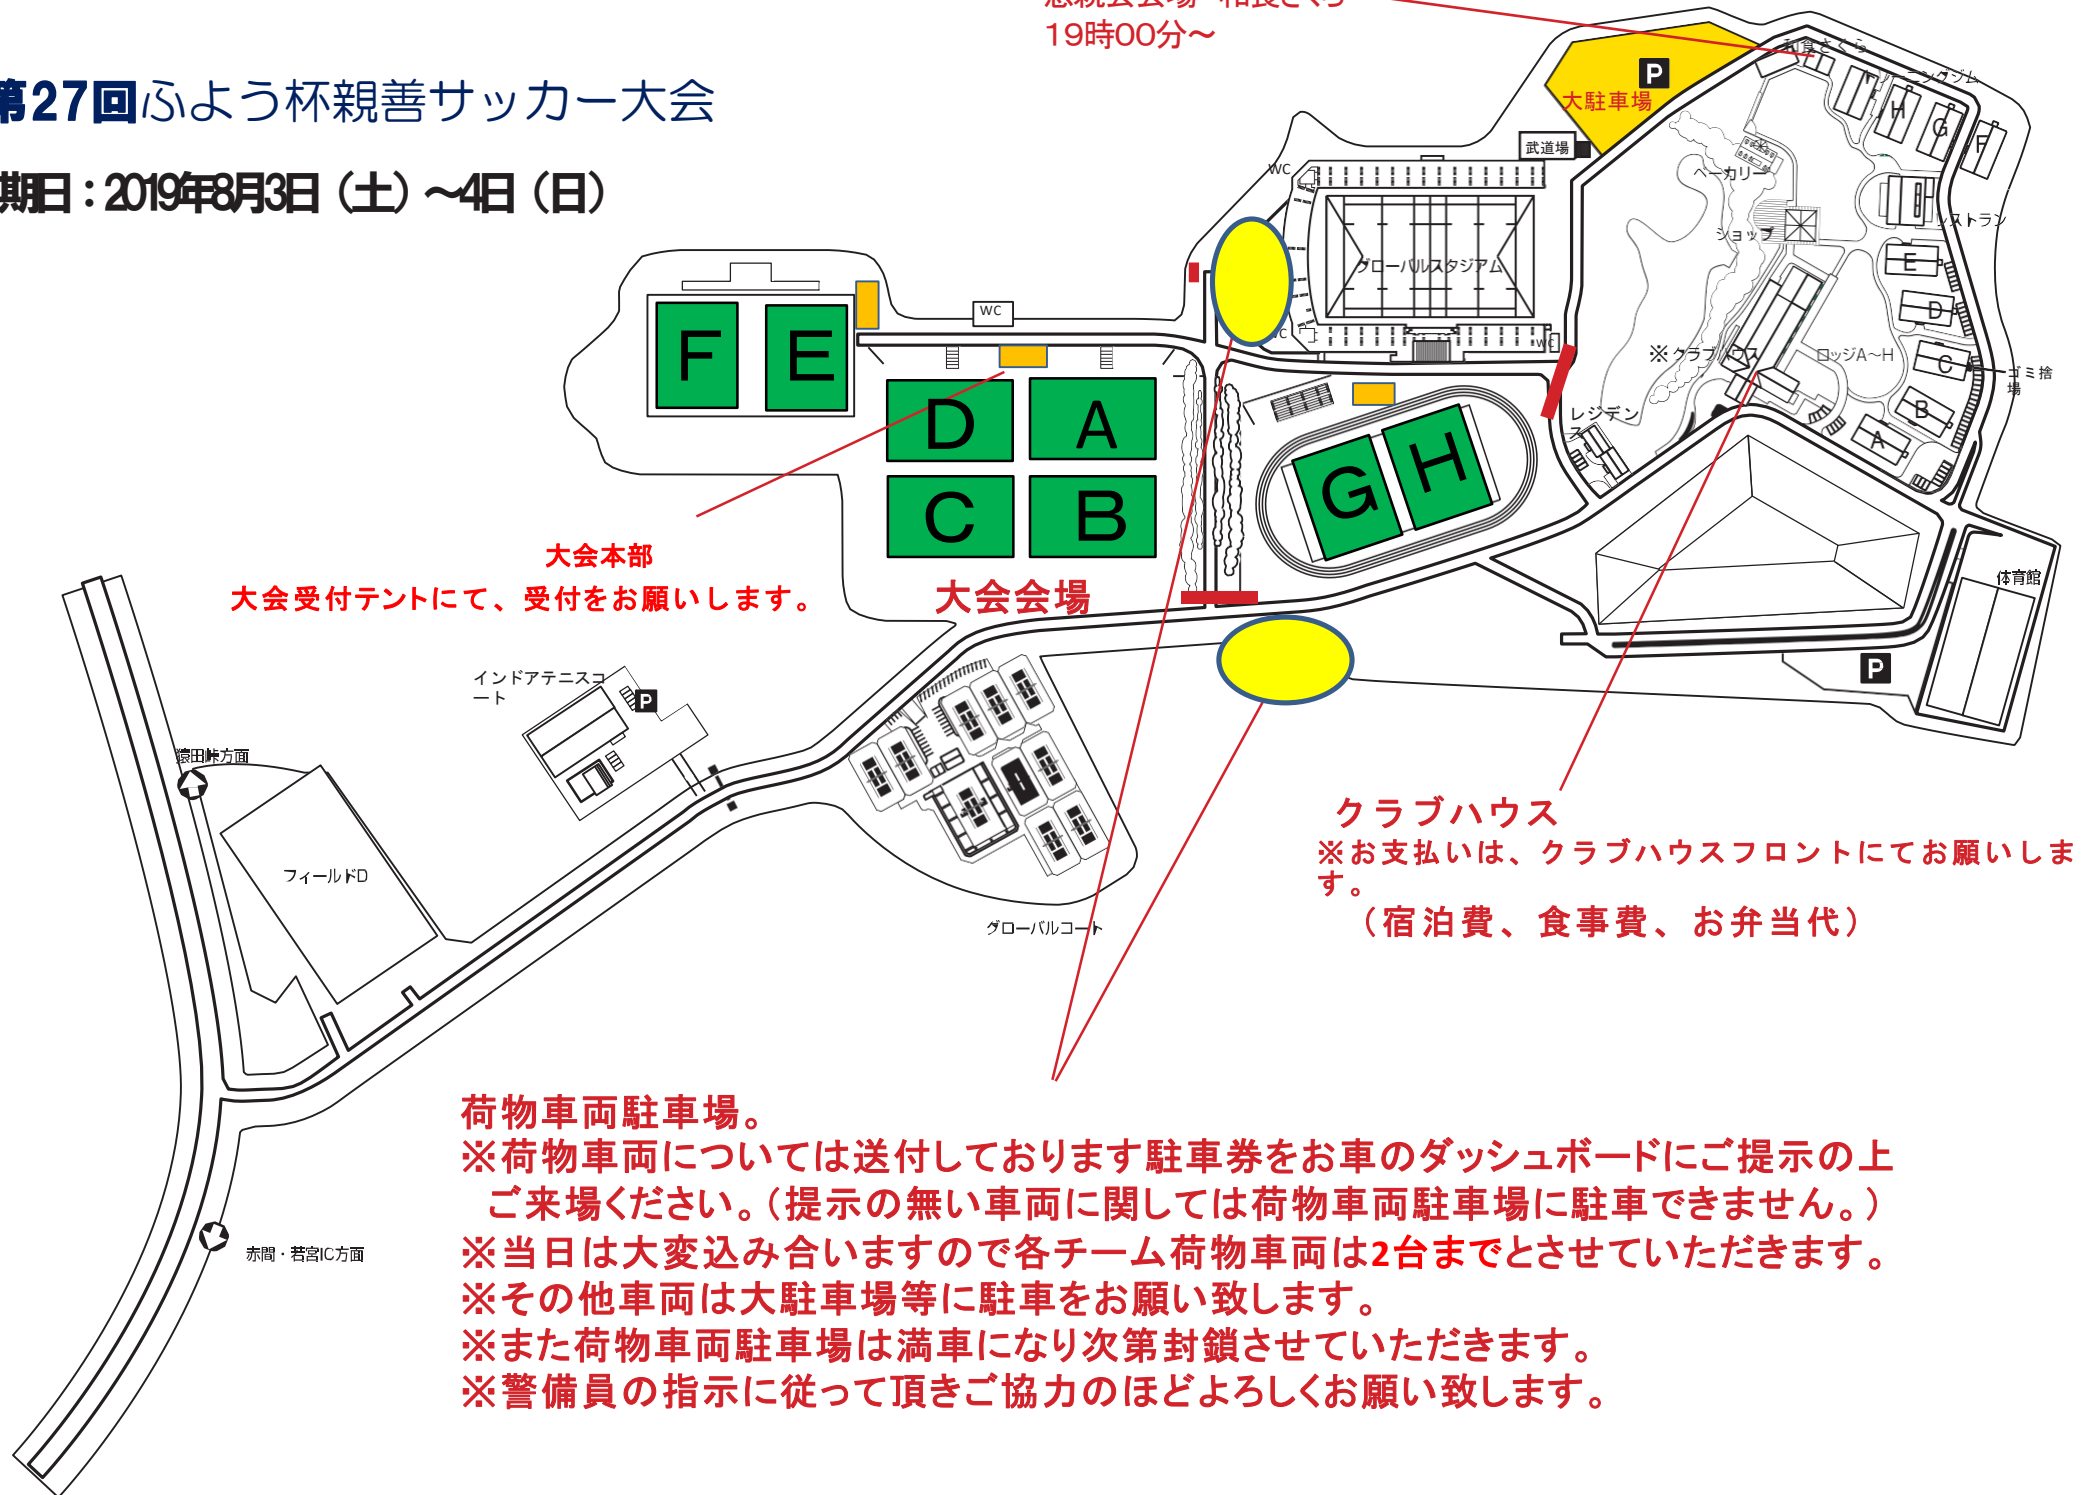 19時00分～
第27回ふよう杯親善サッカー大会
期日：2019年8月3日（土）～4日（日）
P
大駐車場
和食さくら
トレーニングジム
H
G
F
武道場
WC
ベーカリー
レストラン
ショップ
グローバルスタジアム
E
D
WC
WC
WC
F
E
※クラブハウス
ロッジA～H
C
ゴミ捨
場
レジデン
ス
B
A
D
A
G
H
C
B
大会本部
大会受付テントにて、受付をお願いします。
大会会場
体育館
P
インドアテニスコ
ート
P
猿田峠方面
フィールドD
グローバルコート
クラブハウス
※お支払いは、クラブハウスフロントにてお願いしま
す。
（宿泊費、食事費、お弁当代）
荷物車両駐車場。
※荷物車両については送付しております駐車券をお車のダッシュボードにご提示の上
ご来場ください。（提示の無い車両に関しては荷物車両駐車場に駐車できません。）
※当日は大変込み合いますので各チーム荷物車両は2台までとさせていただきます。
※その他車両は大駐車場等に駐車をお願い致します。
※また荷物車両駐車場は満車になり次第封鎖させていただきます。
※警備員の指示に従って頂きご協力のほどよろしくお願い致します。
赤間・若宮IC方面